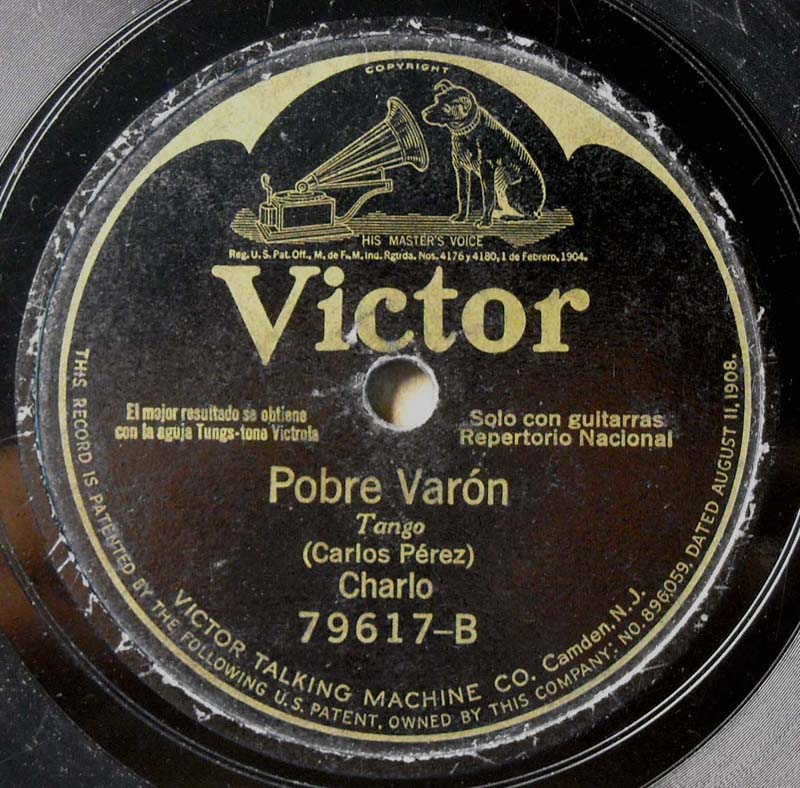 COPYRIGHT
HIS MASTER'S VOICE
Reg. U.S. Pat. Off., M. de F., M. Ind. Rgtrda. Nos. 4176 y 4180, 1 de Febrero, 1904.
Victor
El mejor resultado se obtiene
con la aguja Tungs-tone Victrola
Solo con guitarras
Repertorio Nacional
Pobre Varón
Tango
(Carlos Pérez)
Charlo
79617-B
VICTOR TALKING MACHINE CO. Camden, N.J.
THIS RECORD IS PATENTED BY THE FOLLOWING U.S. PATENT, OWNED BY THIS COMPANY: NO. 896,059, DATED AUGUST 11, 1908.